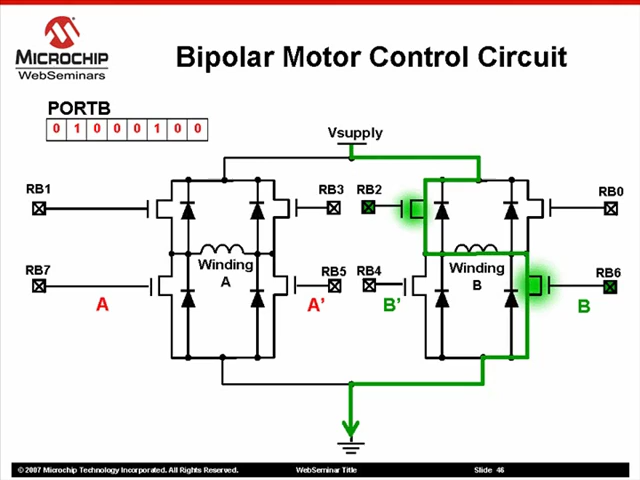 MICROCHIP
WebSeminars
Bipolar Motor Control Circuit
PORTB
0 1 0 0 0 1 0 0
Vsupply
RB1
RB3
RB2
RB0
Winding
A
Winding
B
RB7
RB5
RB4
RB6
A
A'
B'
B
© 2007 Microchip Technology Incorporated. All Rights Reserved.
WebSeminar Title
Slide 46